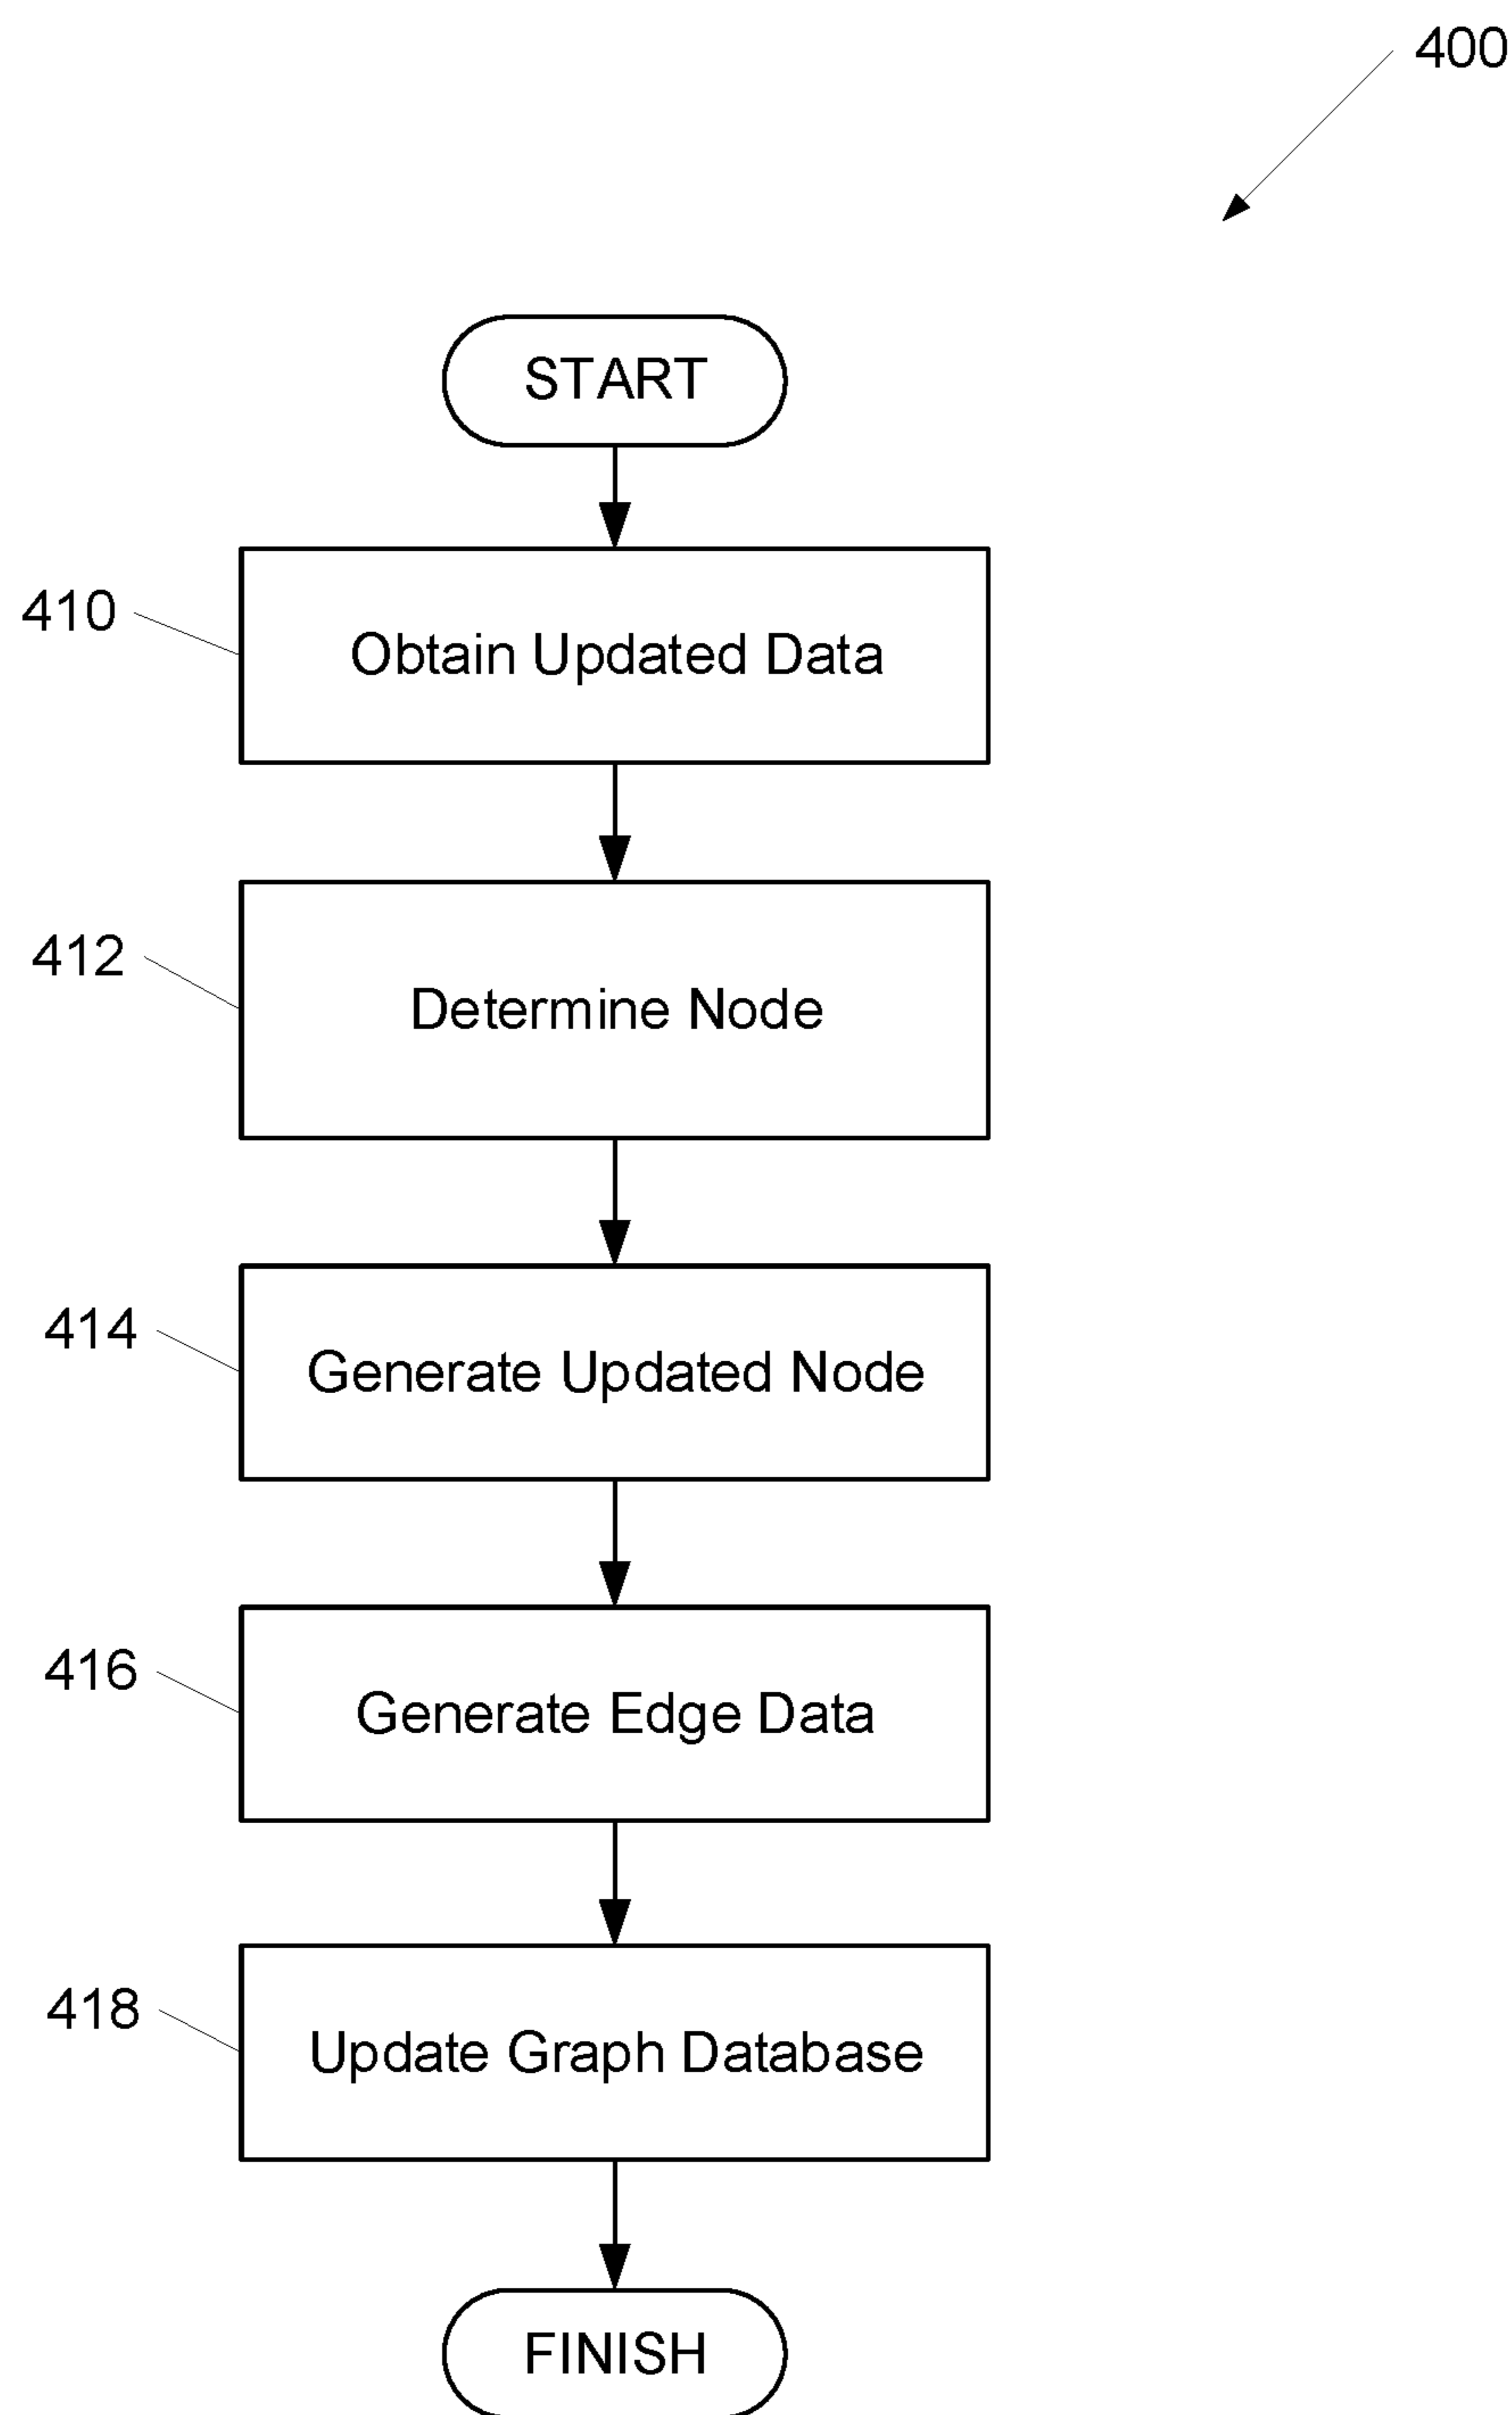 400
START
410
Obtain Updated Data
412
Determine Node
414
Generate Updated Node
416
Generate Edge Data
418
Update Graph Database
FINISH